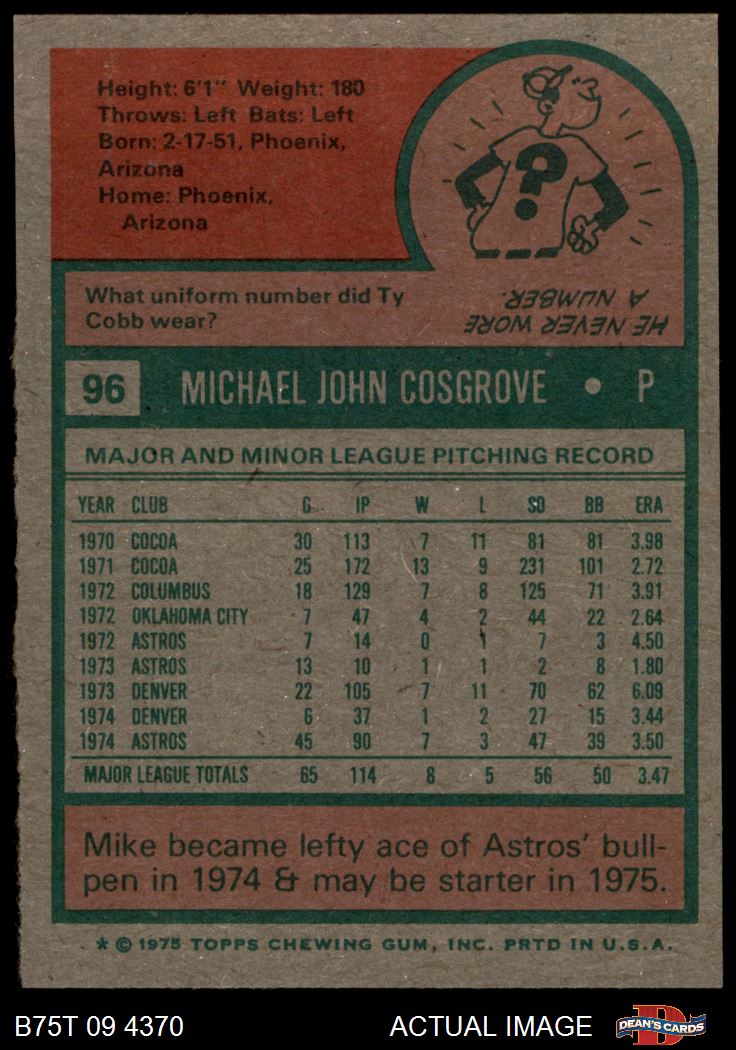 Height: 6'1" Weight: 180
Throws: Left Bats: Left
Born: 2-17-51, Phoenix,
Arizona
Home: Phoenix,
Arizona
?
What uniform number did Ty
Cobb wear?
HE NEVER WORE
A NUMBER.
96 MICHAEL JOHN COSGROVE • P
MAJOR AND MINOR LEAGUE PITCHING RECORD
YEAR CLUB G IP W L SO BB ERA
1970 COCOA 30 113 7 11 81 81 3.98
1971 COCOA 25 172 13 9 231 101 2.72
1972 COLUMBUS 18 129 7 8 125 71 3.91
1972 OKLAHOMA CITY 7 47 4 2 44 22 2.64
1972 ASTROS 7 14 0 1 7 3 4.50
1973 ASTROS 13 10 1 1 2 8 1.80
1973 DENVER 22 105 7 11 70 62 6.09
1974 DENVER 6 37 1 2 27 15 3.44
1974 ASTROS 45 90 7 3 47 39 3.50
MAJOR LEAGUE TOTALS 65 114 8 5 56 50 3.47
Mike became lefty ace of Astros' bull-
pen in 1974 & may be starter in 1975.
* © 1975 TOPPS CHEWING GUM, INC. PRTD IN U.S.A.
B75T 09 4370 ACTUAL IMAGE D DEAN'S CARDS